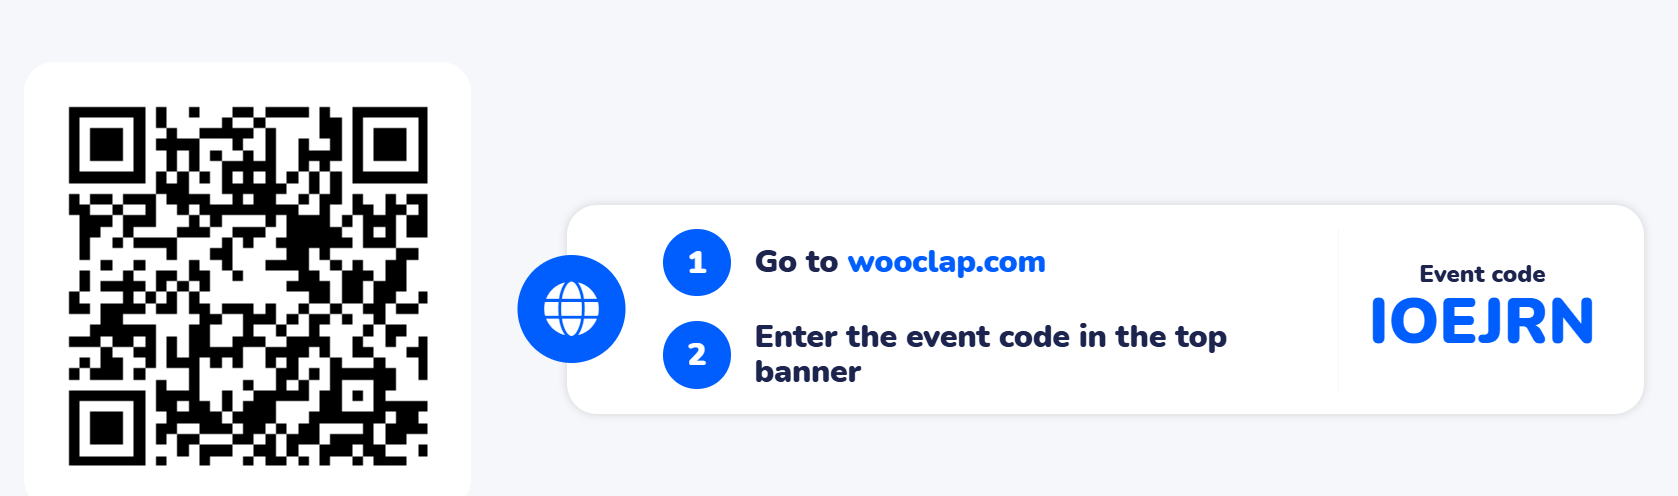 1
Go to wooclap.com
2
Enter the event code in the top
banner
Event code
IOEJRN